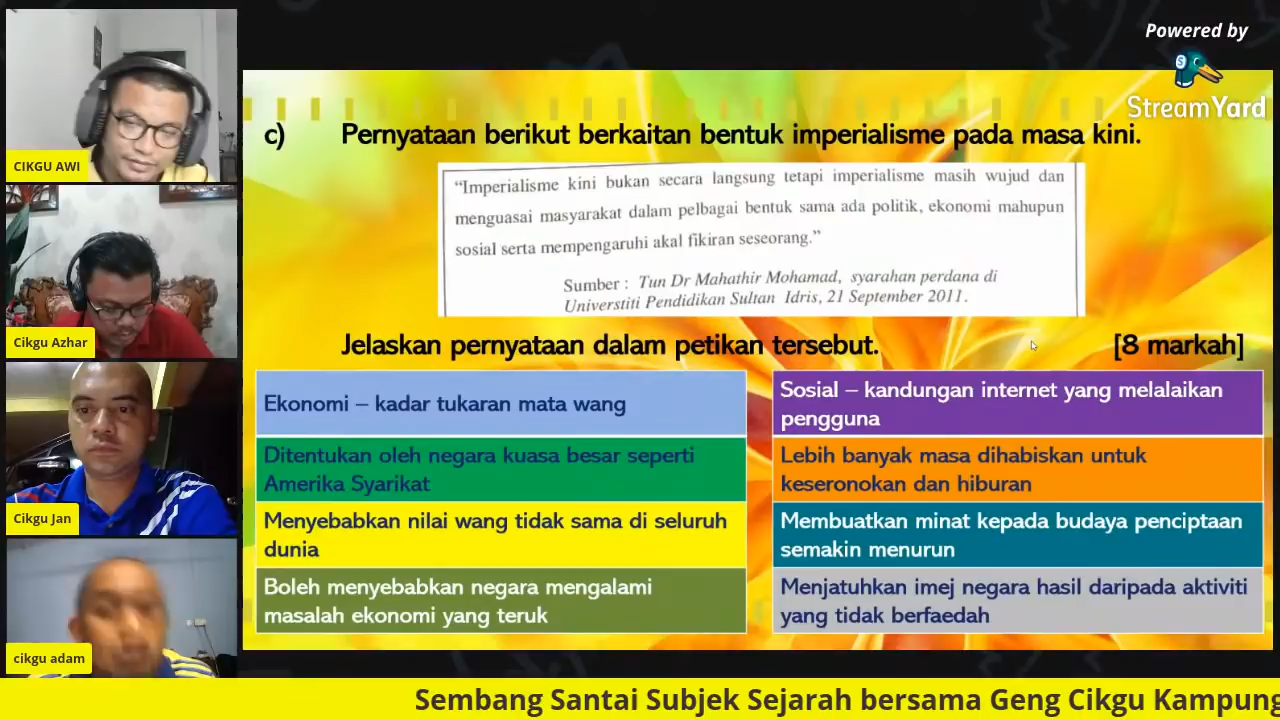 Powered by
StreamYard
CIKGU AWI
Cikgu Azhar
Cikgu Jan
cikgu adam
c) Pernyataan berikut berkaitan bentuk imperialisme pada masa kini.
“Imperialisme kini bukan secara langsung tetapi imperialisme masih wujud dan
menguasai masyarakat dalam pelbagai bentuk sama ada politik, ekonomi mahupun
sosial serta mempengaruhi akal fikiran seseorang.”
Sumber : Tun Dr Mahathir Mohamad, syarahan perdana di
Universtiti Pendidikan Sultan Idris, 21 September 2011.
Jelaskan pernyataan dalam petikan tersebut. [8 markah]
Ekonomi – kadar tukaran mata wang
Ditentukan oleh negara kuasa besar seperti
Amerika Syarikat
Menyebabkan nilai wang tidak sama di seluruh
dunia
Boleh menyebabkan negara mengalami
masalah ekonomi yang teruk
Sosial – kandungan internet yang melalaikan
pengguna
Lebih banyak masa dihabiskan untuk
keseronokan dan hiburan
Membuatkan minat kepada budaya penciptaan
semakin menurun
Menjatuhkan imej negara hasil daripada aktiviti
yang tidak berfaedah
Sembang Santai Subjek Sejarah bersama Geng Cikgu Kampung